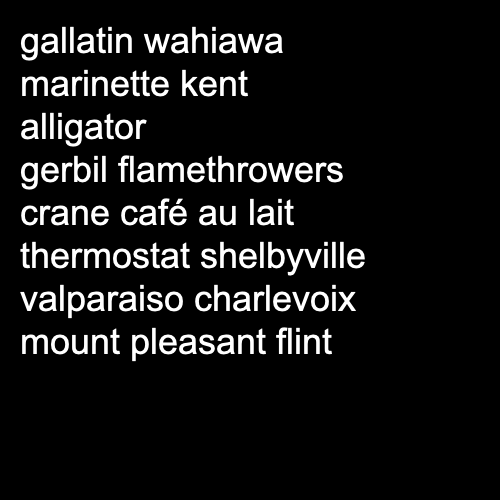 gallatin wahiawa
marinette kent
alligator
gerbil flamethrowers
crane café au lait
thermostat shelbyville
valparaiso charlevoix
mount pleasant flint